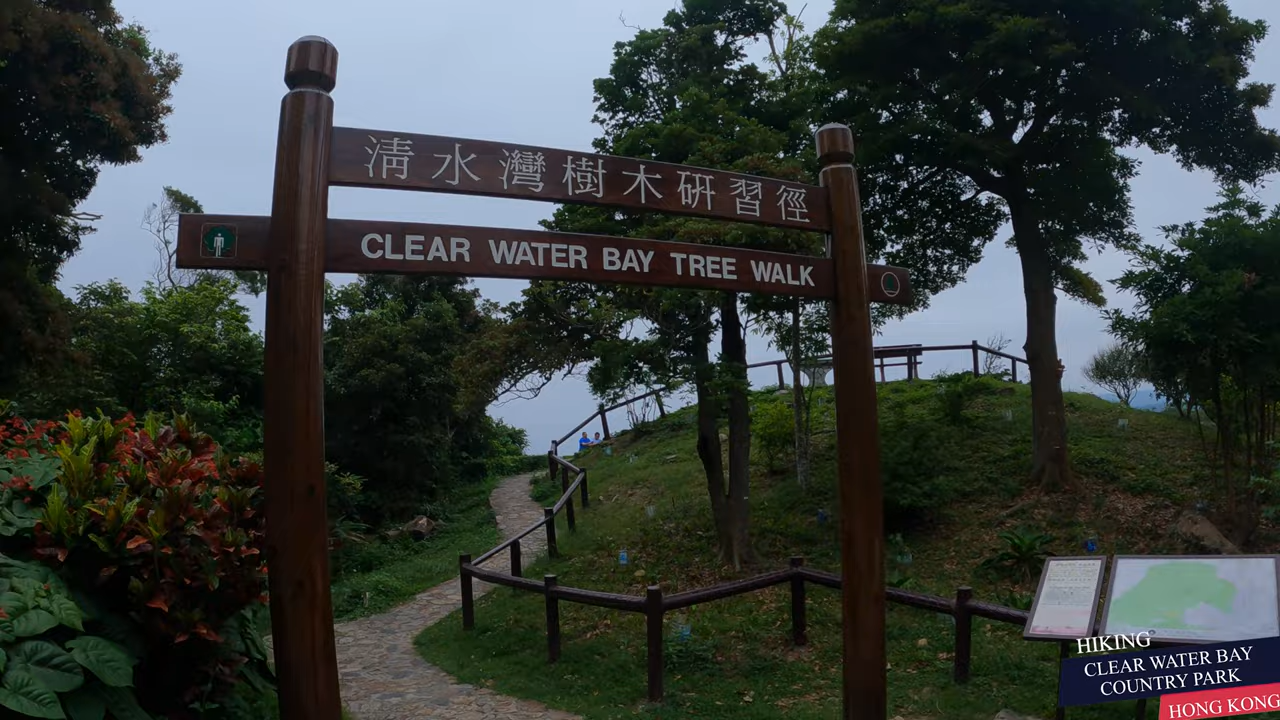 清水灣樹木研習徑
CLEAR WATER BAY TREE WALK
HIKING
CLEAR WATER BAY
COUNTRY PARK
HONG KONG